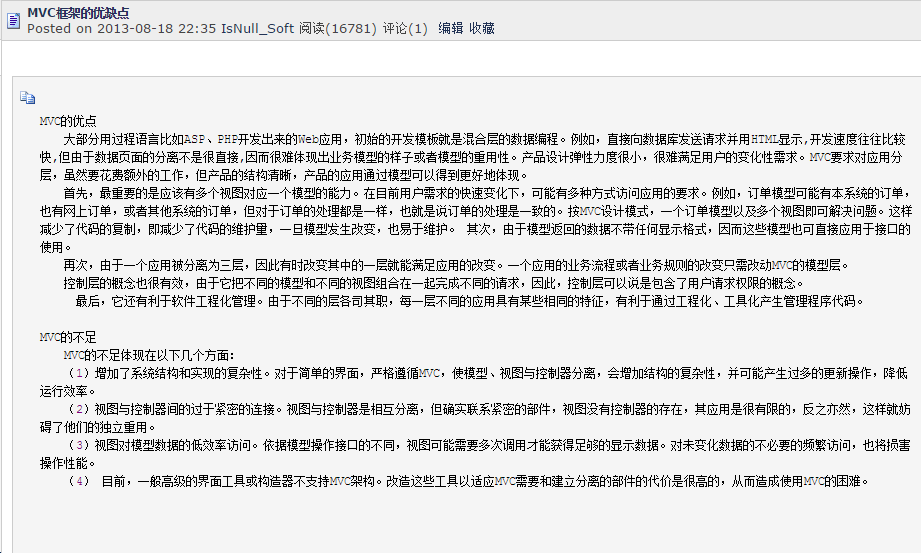 MVC框架的优缺点
Posted on 2013-08-18 22:35 IsNull_Soft 阅读(16781) 评论(1) 编辑 收藏
MVC的优点
大部分用过程语言比如ASP、PHP开发出来的Web应用，初始的开发模板就是混合层的数据编程。例如，直接向数据库发送请求并用HTML显示,开发速度往往比较
快,但由于数据页面的分离不是很直接,因而很难体现出业务模型的样子或者模型的重用性。产品设计弹性力度很小，很难满足用户的变化性需求。MVC要求对应用分
层，虽然要花费额外的工作，但产品的结构清晰，产品的应用通过模型可以得到更好地体现。
首先，最重要的是应该有多个视图对应一个模型的能力。在目前用户需求的快速变化下，可能有多种方式访问应用的要求。例如，订单模型可能有本系统的订单，
也有网上订单，或者其他系统的订单，但对于订单的处理都是一样，也就是说订单的处理是一致的。按MVC设计模式，一个订单模型以及多个视图即可解决问题。这样
减少了代码的复制，即减少了代码的维护量，一旦模型发生改变，也易于维护。 其次，由于模型返回的数据不带任何显示格式，因而这些模型也可直接应用于接口的
使用。
再次，由于一个应用被分离为三层，因此有时改变其中的一层就能满足应用的改变。一个应用的业务流程或者业务规则的改变只需改动MVC的模型层。
控制层的概念也很有效，由于它把不同的模型和不同的视图组合在一起完成不同的请求，因此，控制层可以说是包含了用户请求权限的概念。
最后，它还有利于软件工程化管理。由于不同的层各司其职，每一层不同的应用具有某些相同的特征，有利于通过工程化、工具化产生管理程序代码。
MVC的不足
MVC的不足体现在以下几个方面：
（1）增加了系统结构和实现的复杂性。对于简单的界面，严格遵循MVC，使模型、视图与控制器分离，会增加结构的复杂性，并可能产生过多的更新操作，降低
运行效率。
（2）视图与控制器间的过于紧密的连接。视图与控制器是相互分离，但确实联系紧密的部件，视图没有控制器的存在，其应用是很有限的，反之亦然，这样就妨
碍了他们的独立重用。
（3）视图对模型数据的低效率访问。依据模型操作接口的不同，视图可能需要多次调用才能获得足够的显示数据。对未变化数据的不必要的频繁访问，也将损害
操作性能。
（4） 目前，一般高级的界面工具或构造器不支持MVC架构。改造这些工具以适应MVC需要和建立分离的部件的代价是很高的，从而造成使用MVC的困难。